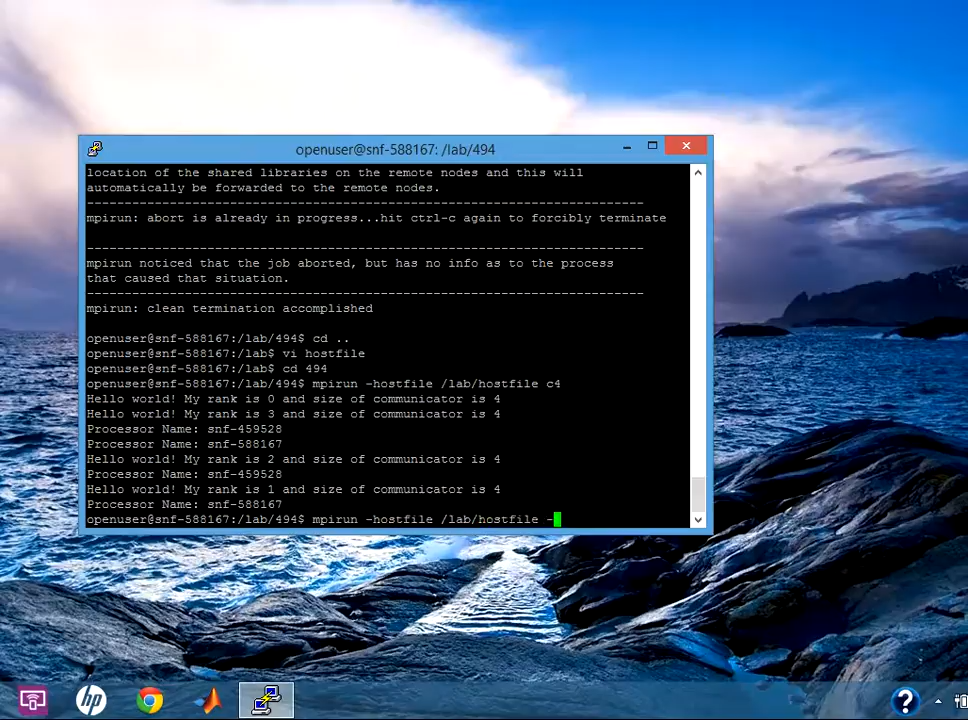 openuser@snf-588167: /lab/494
location of the shared libraries on the remote nodes and this will
automatically be forwarded to the remote nodes.
--------------------------------------------------------------------------
mpirun: abort is already in progress...hit ctrl-c again to forcibly terminate
--------------------------------------------------------------------------
mpirun noticed that the job aborted, but has no info as to the process
that caused that situation.
--------------------------------------------------------------------------
mpirun: clean termination accomplished
openuser@snf-588167:/lab/494$ cd ..
openuser@snf-588167:/lab$ vi hostfile
openuser@snf-588167:/lab$ cd 494
openuser@snf-588167:/lab/494$ mpirun -hostfile /lab/hostfile c4
Hello world! My rank is 0 and size of communicator is 4
Hello world! My rank is 3 and size of communicator is 4
Processor Name: snf-459528
Processor Name: snf-588167
Hello world! My rank is 2 and size of communicator is 4
Processor Name: snf-459528
Hello world! My rank is 1 and size of communicator is 4
Processor Name: snf-588167
openuser@snf-588167:/lab/494$ mpirun -hostfile /lab/hostfile -
hp
?